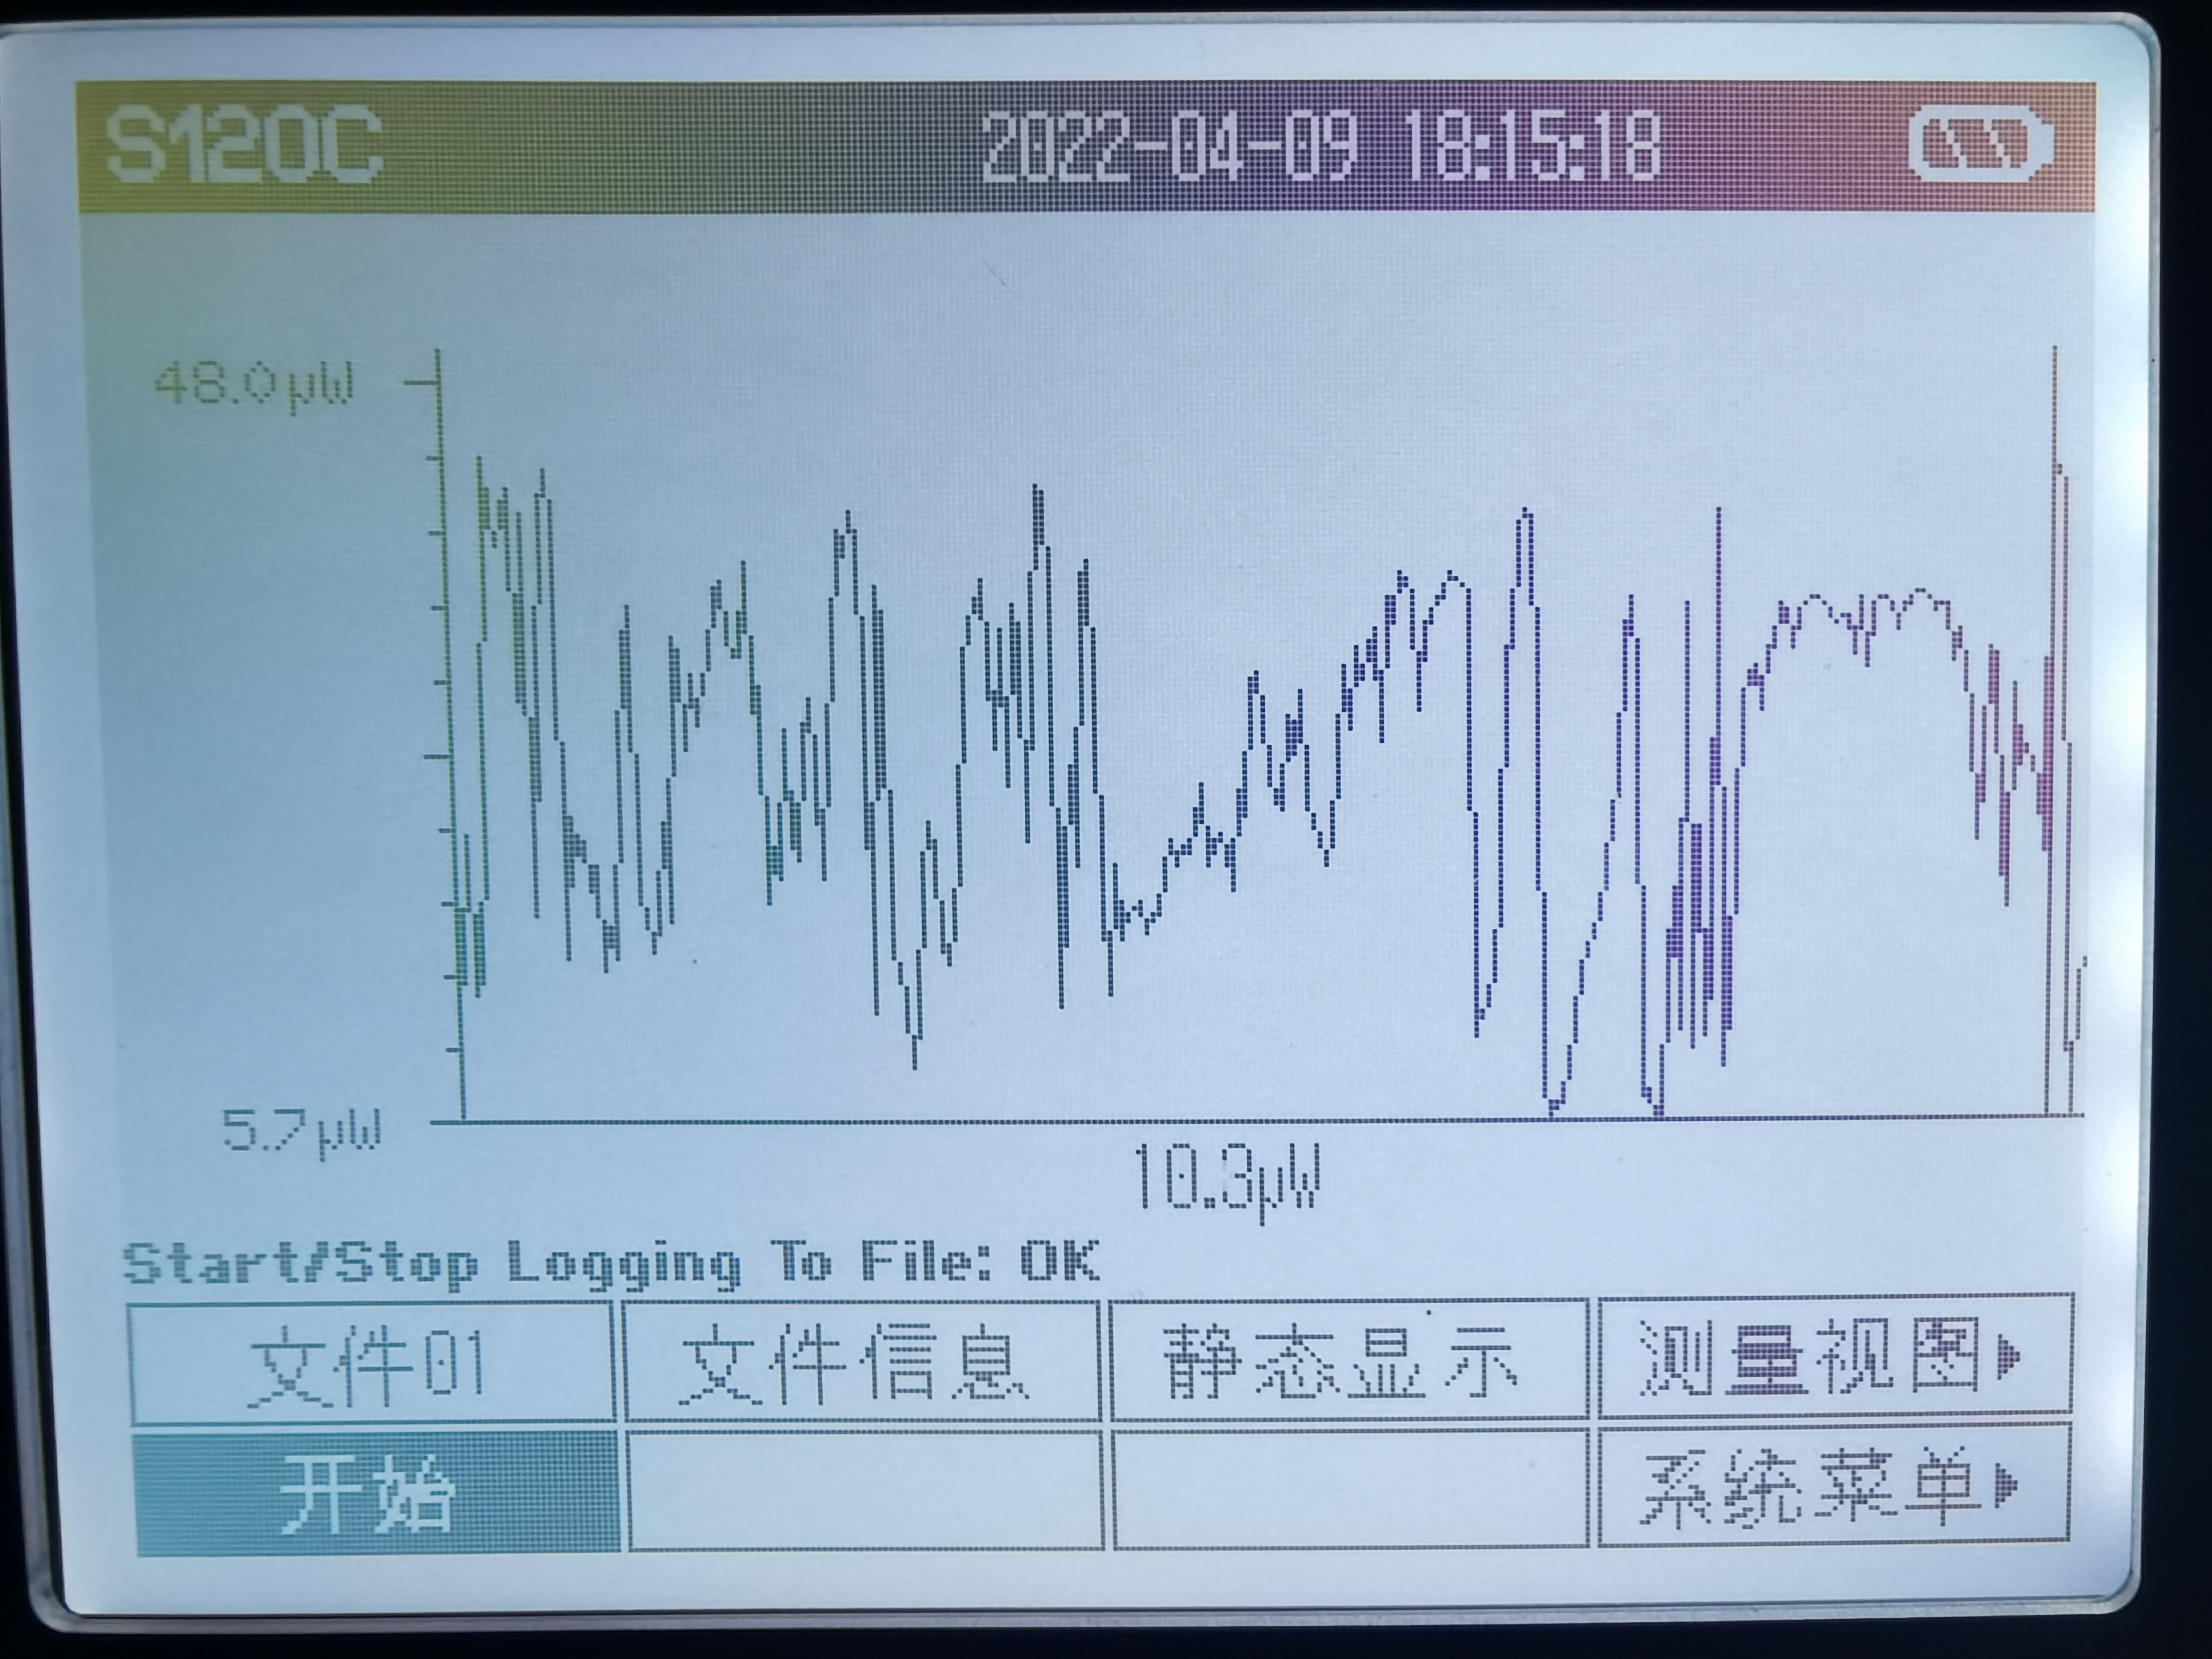 S120C 2022-04-09 18:15:18
48.0µW
5.7µW
10.3µW
Start/Stop Logging To File: OK
文件01 文件信息 静态显示 测量视图
开始 系统菜单